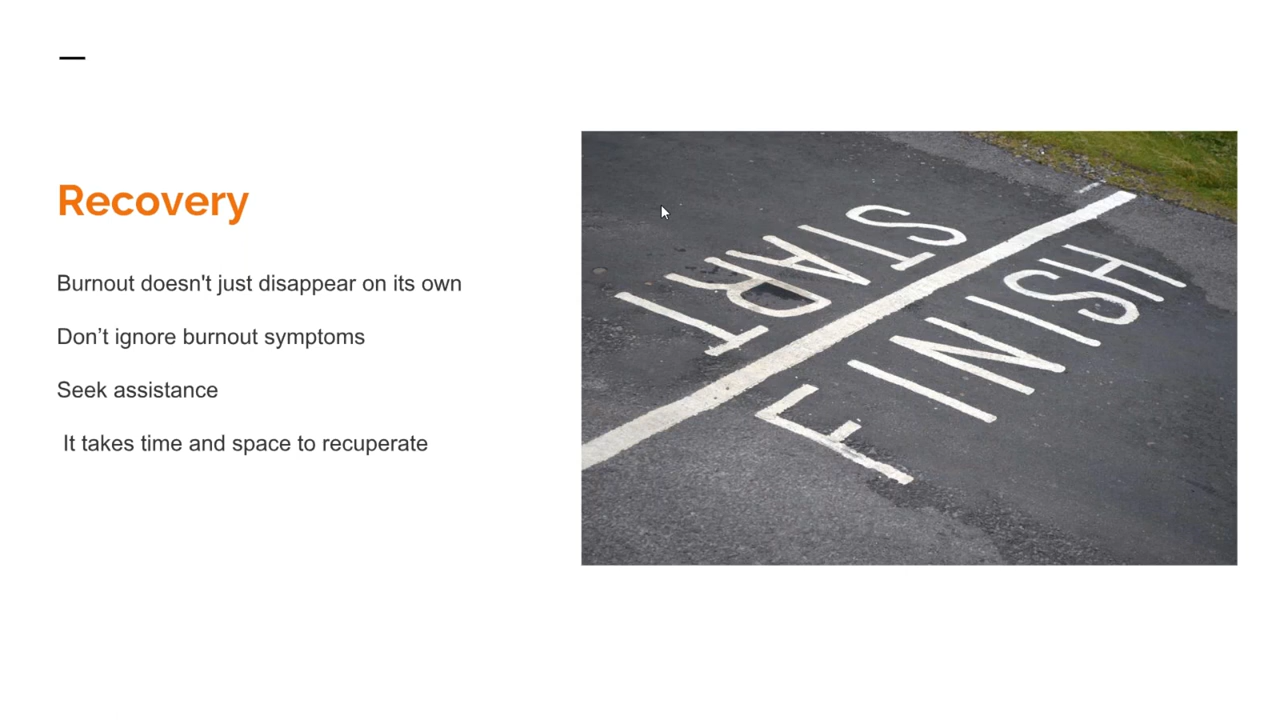 Recovery
Burnout doesn't just disappear on its own
Don’t ignore burnout symptoms
Seek assistance
It takes time and space to recuperate
START
FINISH